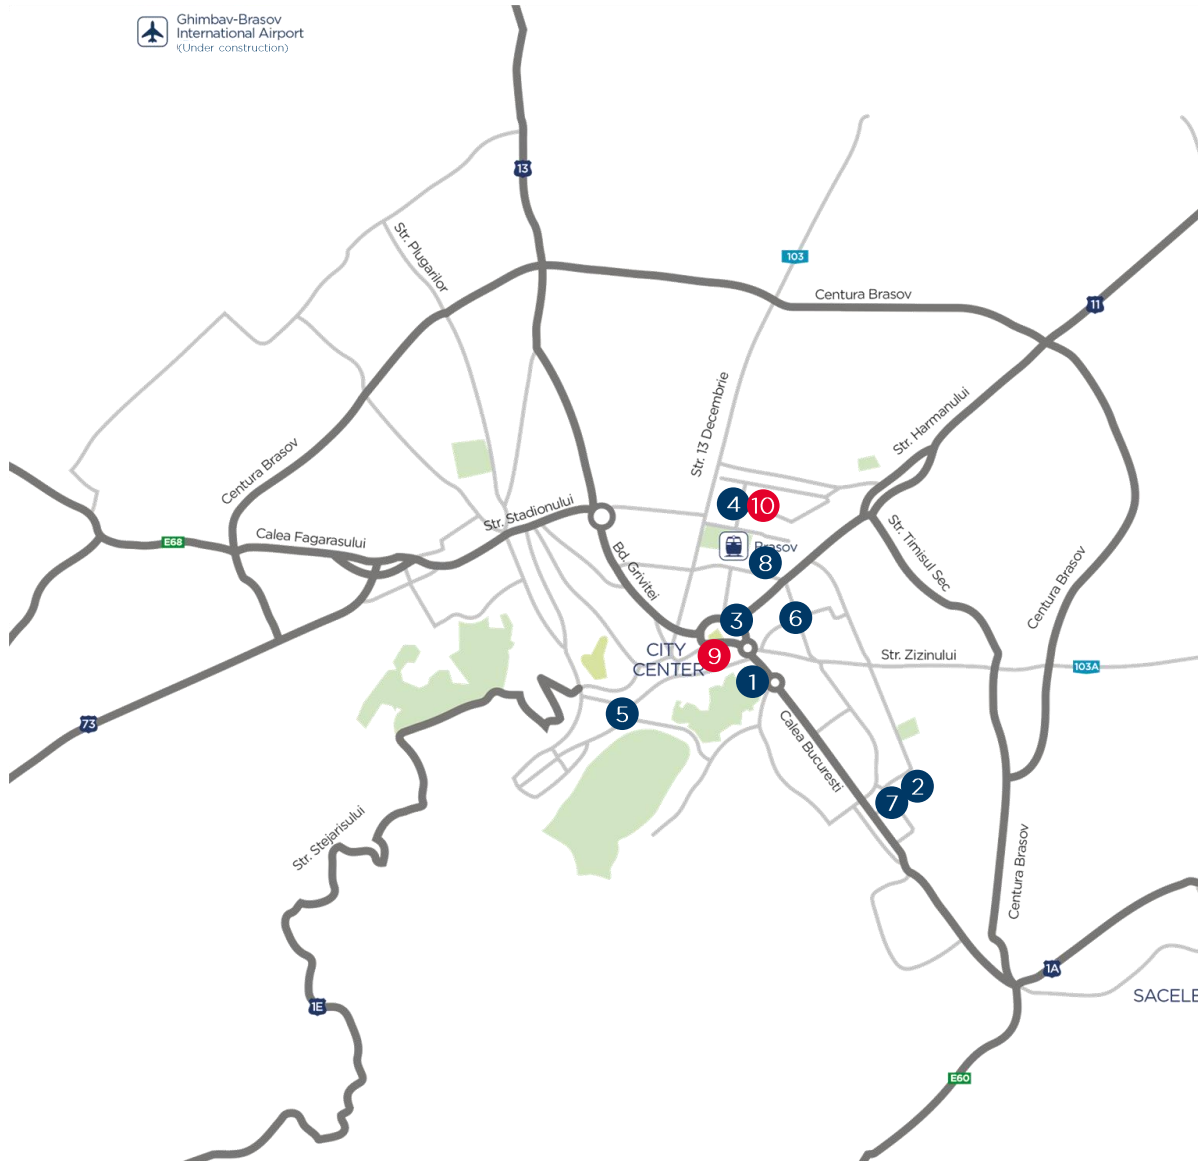 Ghimbav-Brasov
International Airport
(Under construction)
13
Str. Plugarilor
103
Centura Brasov
11
Str. 13 Decembrie
Str. Harmanului
Centura Brasov
4
10
Str. Stadionului
Calea Fagarasului
E68
Brasov
8
Bd. Grivitei
Str. Timisul Sec
Centura Brasov
3
6
CITY
CENTER
9
Str. Zizinului
103A
1
5
73
Calea Bucuresti
2
7
Str. Stejarisului
Centura Brasov
1A
SACELE
1E
E60